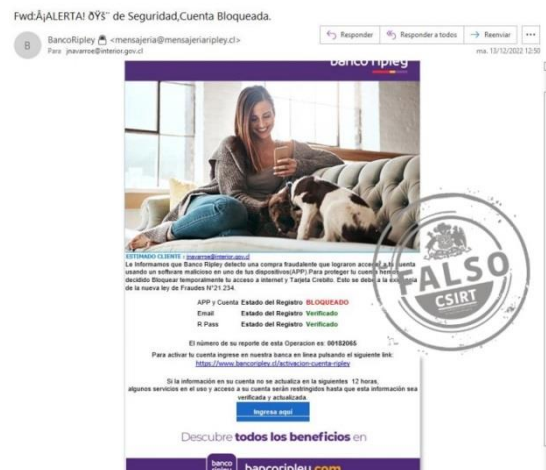 Fwd:Â¡ALERTA! ðŸš¨ de Seguridad,Cuenta Bloqueada.
B
BancoRipley <mensajeria@mensajeriaripley.cl>
Para jnavarroe@interior.gov.cl
Responder
Responder a todos
Reenviar
ma. 13/12/2022 12:50
banco ripley
ESTIMADO CLIENTE : jnavarroe@interior.gov.cl
Le Informamos que Banco Ripley detecto una compra fraudalente que lograron acceder a tu cuenta
usando un software malicioso en uno de tus dispositivos(APP).Para proteger tu cuenta hemos
decidido Bloquear temporalmente tu acceso a internet y Tarjeta Crebito. Esto se debe a la existencia
de la nueva ley de Fraudes N°21.234.
APP y Cuenta Estado del Registro BLOQUEADO
Email Estado del Registro Verificado
R Pass Estado del Registro Verificado
El número de su reporte de esta Operacion es: 00182065
Para activar tu cuenta ingrese en nuestra banca en linea pulsando el siguiente link:
https://www.bancoripley.cl/activacion-cuenta-ripley
Si la información en su cuenta no se actualiza en la siguientes 12 horas,
algunos servicios en el uso y acceso a su cuenta serán restringidos hasta que esta información sea
verificada y actualizada
Ingresa aquí
Descubre todos los beneficios en
banco
ripley
bancoripley.com
FALSO
CSIRT